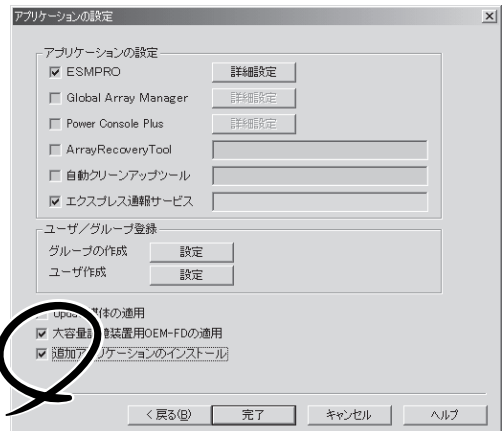 アプリケーションの設定
アプリケーションの設定
ESMPRO 詳細設定
Global Array Manager 詳細設定
Power Console Plus 詳細設定
ArrayRecoveryTool
自動クリーンアップツール
エクスプレス通報サービス
ユーザ/グループ登録
グループの作成 設定
ユーザ作成 設定
の適用
大容量記憶装置用OEM-FDの適用
追加アプリケーションのインストール
< 戻る(B) 完了 キャンセル ヘルプ